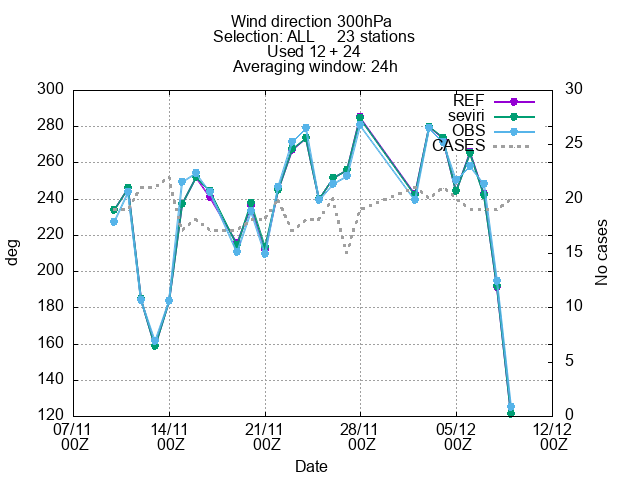 Wind direction 300hPa
Selection: ALL 23 stations
Used 12 + 24
Averaging window: 24h
300 30
REF
seviri
OBS
CASES
280
260
240
220
200
180
160
140
120
25
20
15
10
5
0
deg
No cases
07/11 14/11 21/11 28/11 05/12 12/12
00Z 00Z 00Z 00Z 00Z 00Z
Date